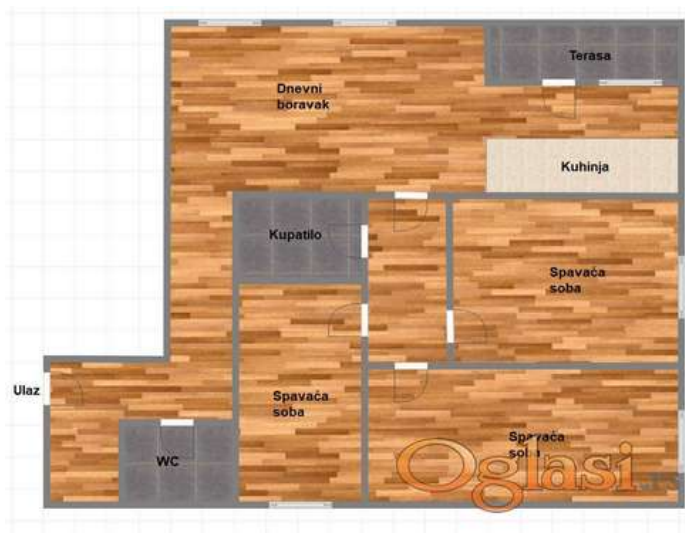 Terasa
Dnevni
boravak
Kuhinja
Kupatilo
Spavaća
soba
Ulaz
Spavaća
soba
Spavaća
soba
WC
Oglasi.rs